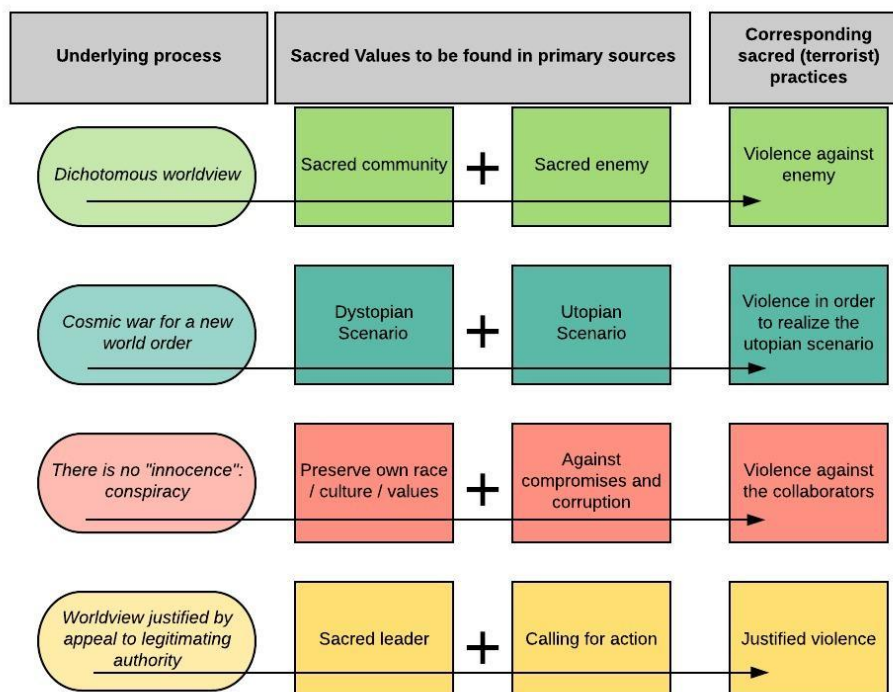 Underlying process
Sacred Values to be found in primary sources
Corresponding
sacred (terrorist)
practices
Dichotomous worldview
Sacred community
+
Sacred enemy
Violence against
enemy
Cosmic war for a new
world order
Dystopian
Scenario
+
Utopian
Scenario
Violence in order
to realize the
utopian scenario
There is no "innocence":
conspiracy
Preserve own race
/ culture / values
+
Against
compromises and
corruption
Violence against
the collaborators
Worldview justified by
appeal to legitimating
authority
Sacred leader
+
Calling for action
Justified violence